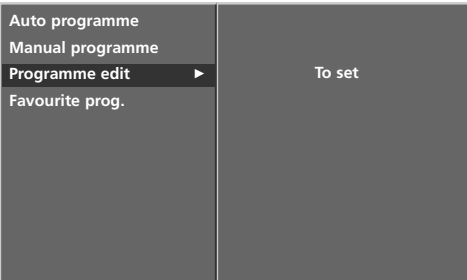 Auto programme
Manual programme
Programme edit ► To set
Favourite prog.